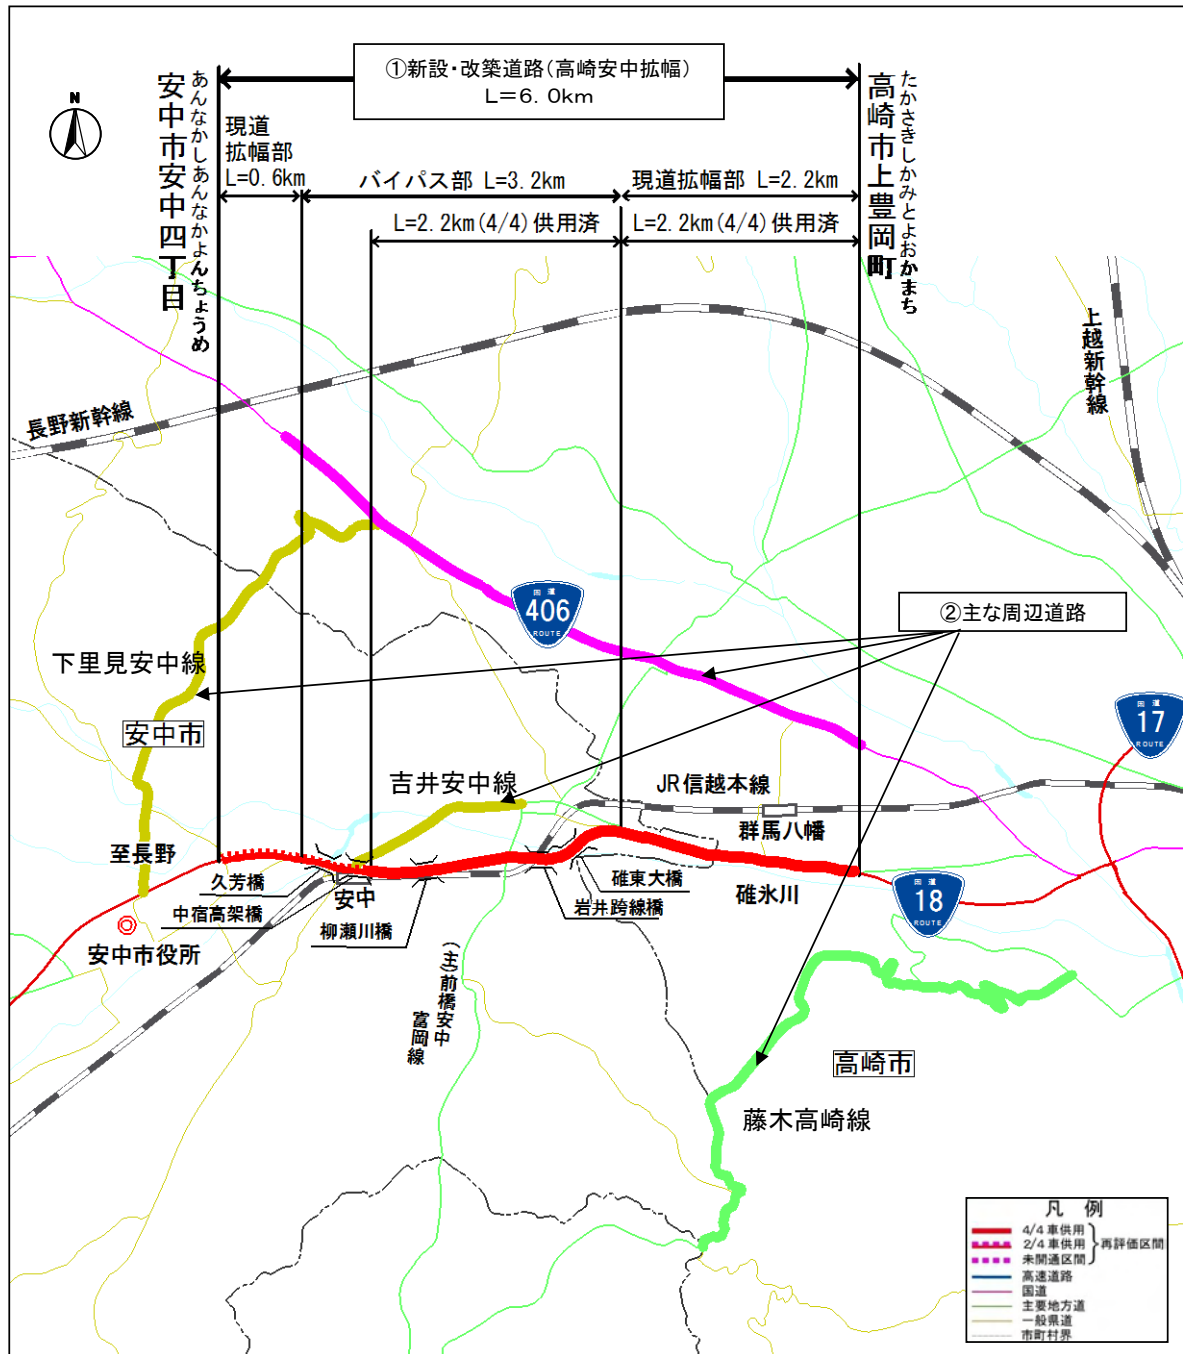 ①新設・改築道路(高崎安中拡幅)
L=6.0km
安中市安中四丁目
あんなかしあんなかよんちょうめ
高崎市上豊岡町
たかさきしかみとよおかまち
N
現道
拡幅部
L=0.6km
バイパス部 L=3.2km
現道拡幅部 L=2.2km
L=2.2km(4/4)供用済
L=2.2km(4/4)供用済
上越新幹線
長野新幹線
国道
406
ROUTE
②主な周辺道路
下里見安中線
安中市
国道
17
ROUTE
吉井安中線
JR信越本線
群馬八幡
至長野
久芳橋
中宿高架橋
安中
柳瀬川橋
碓東大橋
岩井跨線橋
碓氷川
国道
18
ROUTE
安中市役所
(主)前橋安中
富岡線
高崎市
藤木高崎線
凡例
4/4車供用
2/4車供用
未開通区間
再評価区間
高速道路
国道
主要地方道
一般県道
市町村界